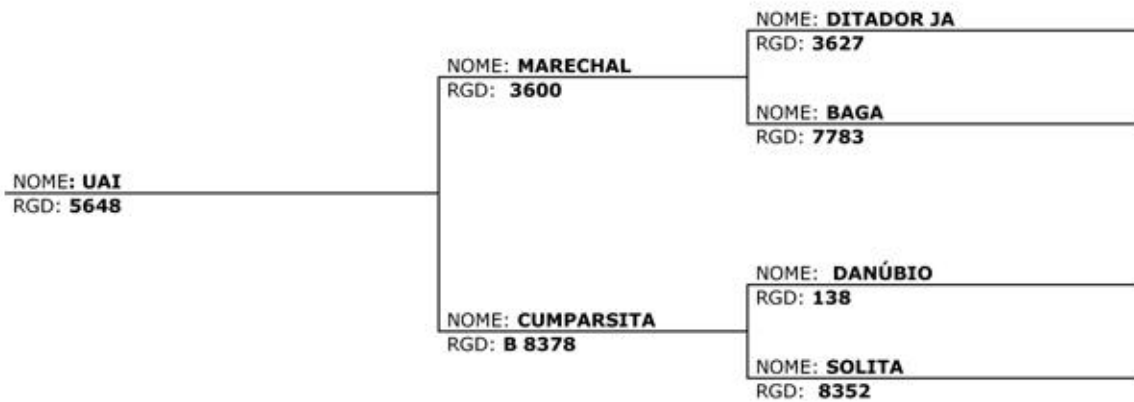 NOME: DITADOR JA
RGD: 3627
NOME: MARECHAL
RGD: 3600
NOME: BAGA
RGD: 7783
NOME: UAI
RGD: 5648
NOME: DANÚBIO
RGD: 138
NOME: CUMPARSITA
RGD: B 8378
NOME: SOLITA
RGD: 8352